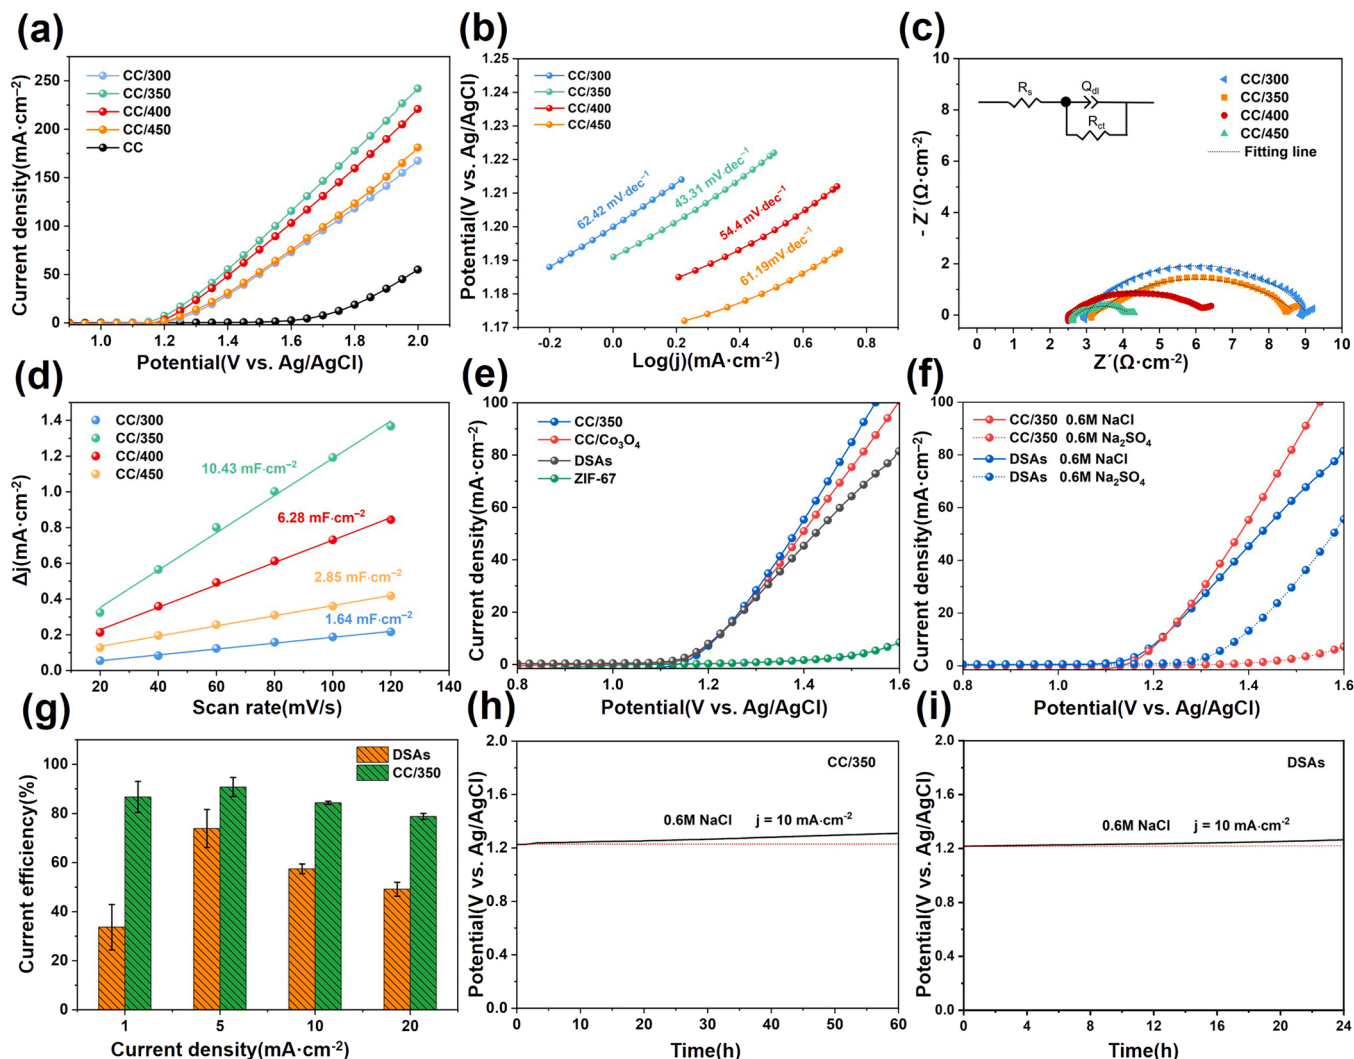 (a)
CC/300
CC/350
CC/400
CC/450
CC
250
200
150
100
50
0
1.0
1.2
1.4
1.6
1.8
2.0
Current density(mA·cm⁻²)
Potential(V vs. Ag/AgCl)
(b)
CC/300
CC/350
CC/400
CC/450
1.25
1.24
1.23
1.22
1.21
1.20
1.19
1.18
1.17
62.42 mV·dec⁻¹
43.31 mV·dec⁻¹
54.4 mV·dec⁻¹
61.19mV·dec⁻¹
-0.2
0.0
0.2
0.4
0.6
0.8
Potential(V vs. Ag/AgCl)
Log(j)(mA·cm⁻²)
(c)
Rs
Qdl
Rct
CC/300
CC/350
CC/400
CC/450
Fitting line
10
8
6
4
2
0
0
1
2
3
4
5
6
7
8
9
10
- Z´(Ω·cm⁻²)
Z´(Ω·cm⁻²)
(d)
CC/300
CC/350
CC/400
CC/450
1.4
1.2
1.0
0.8
0.6
0.4
0.2
0.0
10.43 mF·cm⁻²
6.28 mF·cm⁻²
2.85 mF·cm⁻²
1.64 mF·cm⁻²
20
40
60
80
100
120
140
Δj(mA·cm⁻²)
Scan rate(mV/s)
(e)
CC/350
CC/Co₃O₄
DSAs
ZIF-67
100
80
60
40
20
0
0.8
1.0
1.2
1.4
1.6
Current density(mA·cm⁻²)
Potential(V vs. Ag/AgCl)
(f)
CC/350 0.6M NaCl
CC/350 0.6M Na₂SO₄
DSAs 0.6M NaCl
DSAs 0.6M Na₂SO₄
100
80
60
40
20
0
0.8
1.0
1.2
1.4
1.6
Current density(mA·cm⁻²)
Potential(V vs. Ag/AgCl)
(g)
DSAs
CC/350
100
80
60
40
20
0
1
5
10
20
Current efficiency(%)
Current density(mA·cm⁻²)
(h)
CC/350
0.6M NaCl j = 10 mA·cm⁻²
2.0
1.6
1.2
0.8
0.4
0.0
0
10
20
30
40
50
60
Potential(V vs. Ag/AgCl)
Time(h)
(i)
DSAs
0.6M NaCl j = 10 mA·cm⁻²
2.0
1.6
1.2
0.8
0.4
0.0
0
4
8
12
16
20
24
Potential(V vs. Ag/AgCl)
Time(h)